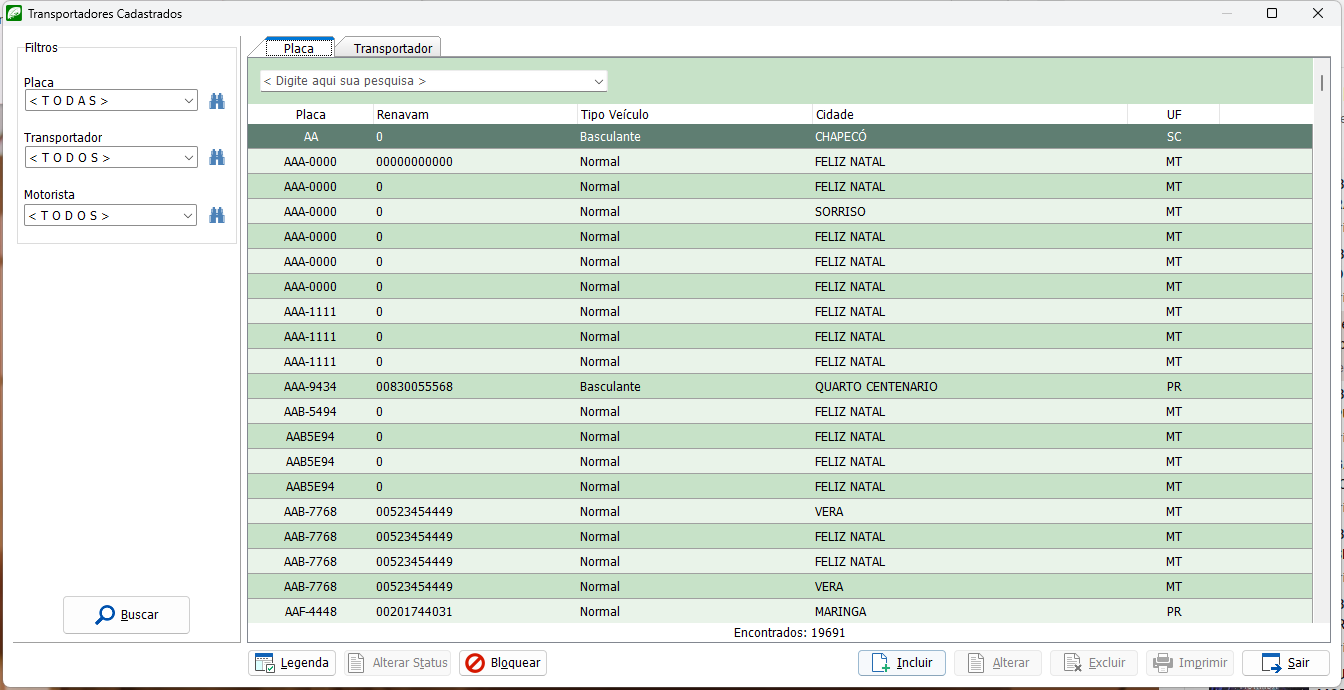 Transportadores Cadastrados
Filtros
Placa
< T O D A S >
Transportador
< T O D O S >
Motorista
< T O D O S >
Buscar
Placa Transportador
< Digite aqui sua pesquisa >
Placa Renavam Tipo Veículo Cidade UF
AA 0 Basculante CHAPECÓ SC
AAA-0000 00000000000 Normal FELIZ NATAL MT
AAA-0000 0 Normal FELIZ NATAL MT
AAA-0000 0 Normal SORRISO MT
AAA-0000 0 Normal FELIZ NATAL MT
AAA-0000 0 Normal FELIZ NATAL MT
AAA-0000 0 Normal FELIZ NATAL MT
AAA-1111 0 Normal FELIZ NATAL MT
AAA-1111 0 Normal FELIZ NATAL MT
AAA-1111 0 Normal FELIZ NATAL MT
AAA-9434 00830055568 Basculante QUARTO CENTENARIO PR
AAB-5494 0 Normal FELIZ NATAL MT
AAB5E94 0 Normal FELIZ NATAL MT
AAB5E94 0 Normal FELIZ NATAL MT
AAB5E94 0 Normal FELIZ NATAL MT
AAB-7768 00523454449 Normal VERA MT
AAB-7768 00523454449 Normal FELIZ NATAL MT
AAB-7768 00523454449 Normal FELIZ NATAL MT
AAB-7768 00523454449 Normal VERA MT
AAF-4448 00201744031 Normal MARINGA PR
Encontrados: 19691
Legenda Alterar Status Bloquear Incluir Alterar Excluir Imprimir Sair